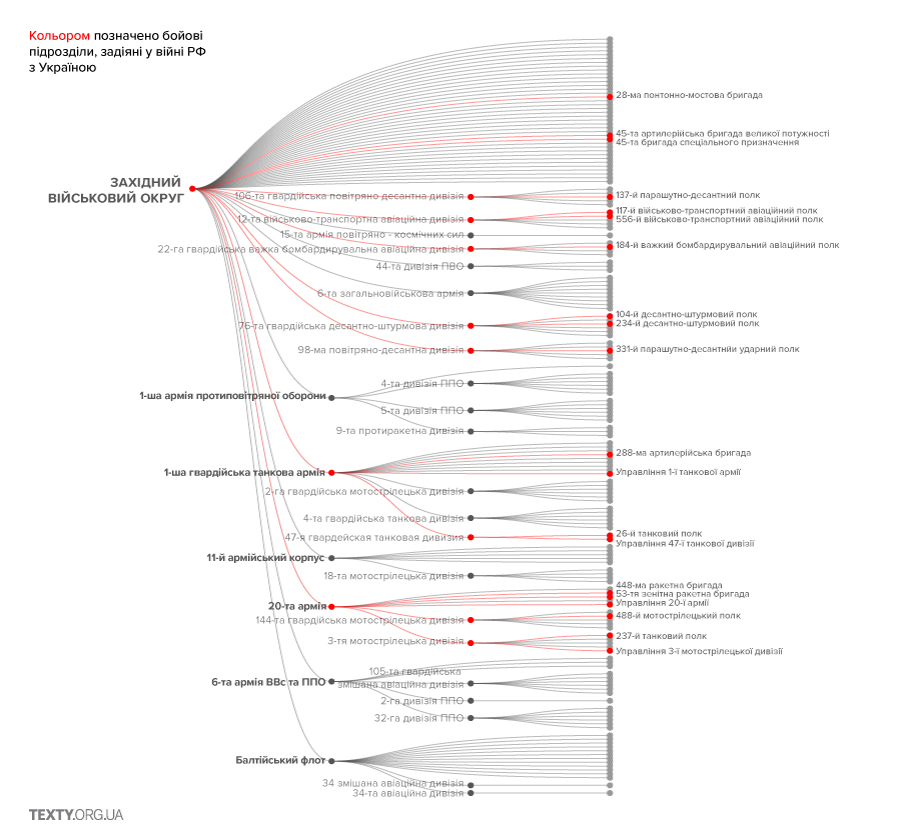 Кольором позначено бойові
підрозділи, задіяні у війні РФ
з Україною
28-ма понтонно-мостова бригада
45-та артилерійська бригада великої потужності
45-та бригада спеціального призначення
ЗАХІДНИЙ
ВІЙСЬКОВИЙ ОКРУГ
106-та гвардійська повітряно десантна дивізія
137-й парашутно-десантний полк
117-й військово-транспортний авіаційний полк
12-та військово-транспортна авіаційна дивізія
556-й військово-транспортний авіаційний полк
15-та армія повітряно - космічних сил
22-га гвардійська важка бомбардирувальна авіаційна дивізія
184-й важкий бомбардирувальний авіаційний полк
44-та дивізія ПВО
6-та загальновійськова армія
104-й десантно-штурмовий полк
76-та гвардійська десантно-штурмова дивізія
234-й десантно-штурмовий полк
98-ма повітряно-десантна дивізія
331-й парашутно-десантнйи ударний полк
4-та дивізія ППО
1-ша армія протиповітряної оборони
5-та дивізія ППО
9-та протиракетна дивізія
288-ма артилерійська бригада
1-ша гвардійська танкова армія
Управління 1-ї танкової армії
2-га гвардійська мотострілецька дивізія
4-та гвардійська танкова дивізія
26-й танковий полк
47-я гвардейская танковая дивизия
Управління 47-ї танкової дивізії
11-й армійський корпус
18-та мотострілецька дивізія
448-ма ракетна бригада
53-тя зенітна ракетна бригада
20-та армія
Управління 20-ї армії
144-та гвардійська мотострілецька дивізія
488-й мотострілецький полк
237-й танковий полк
3-тя мотострілецька дивізія
Управління 3-ї мотострілецької дивізії
105-та гвардійська
змішана авіаційна дивізія
6-та армія ВВс та ППО
2-га дивізія ППО
32-га дивізія ППО
Балтійський флот
34 змішана авіаційна дивізія
34-та авіаційна дивізія
TEXTY.ORG.UA